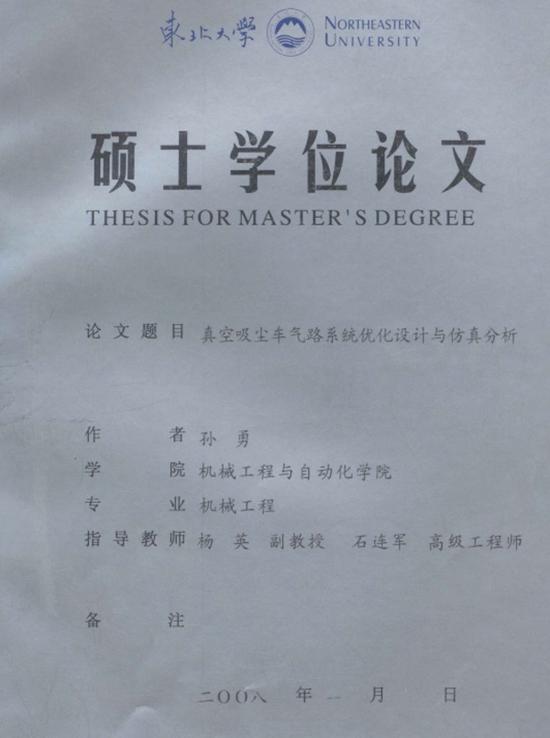 東北大学 NORTHEASTERN
UNIVERSITY
硕士学位论文
THESIS FOR MASTER'S DEGREE
论文题目 真空吸尘车气路系统优化设计与仿真分析
作者 孙 勇
学院 机械工程与自动化学院
专业 机械工程
指导教师 杨 英 副教授 石连军 高级工程师
备注
二〇〇八 年 一 月 日